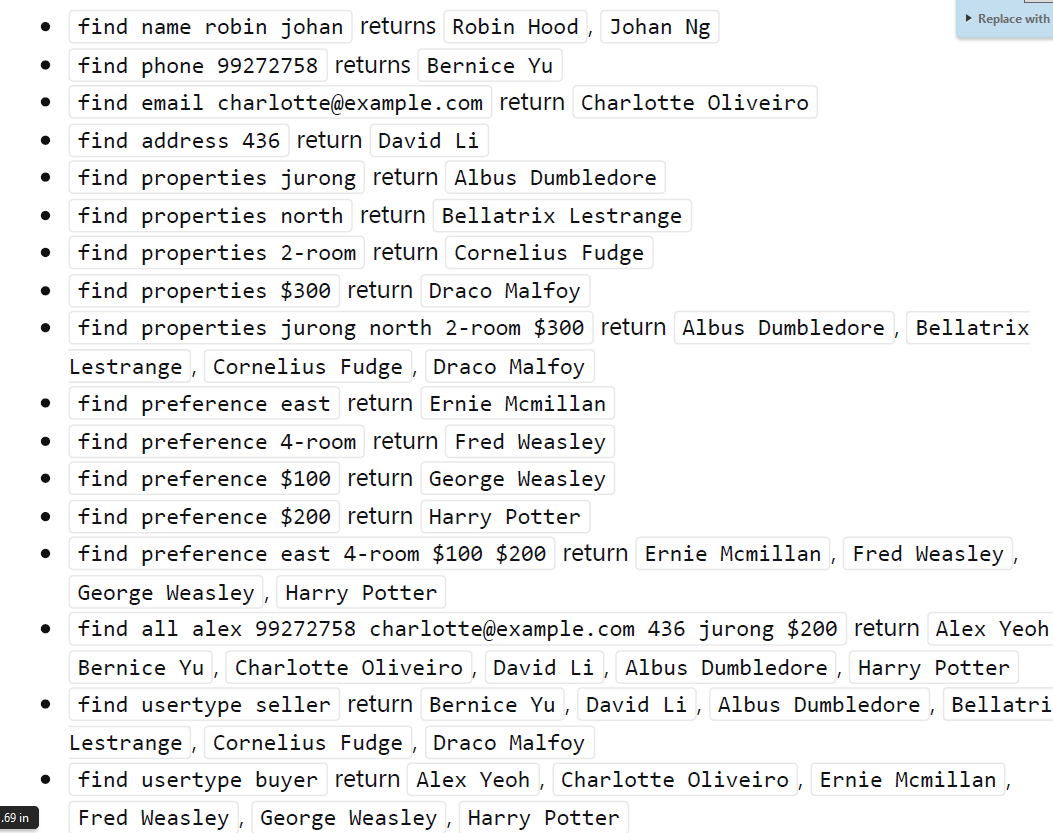 find name robin johan returns Robin Hood, Johan Ng
Replace with
find phone 99272758 returns Bernice Yu
find email charlotte@example.com return Charlotte Oliveiro
find address 436 return David Li
find properties jurong return Albus Dumbledore
find properties north return Bellatrix Lestrange
find properties 2-room return Cornelius Fudge
find properties $300 return Draco Malfoy
find properties jurong north 2-room $300 return Albus Dumbledore, Bellatrix
Lestrange, Cornelius Fudge, Draco Malfoy
find preference east return Ernie Mcmillan
find preference 4-room return Fred Weasley
find preference $100 return George Weasley
find preference $200 return Harry Potter
find preference east 4-room $100 $200 return Ernie Mcmillan, Fred Weasley,
George Weasley, Harry Potter
find all alex 99272758 charlotte@example.com 436 jurong $200 return Alex Yeoh
Bernice Yu, Charlotte Oliveiro, David Li, Albus Dumbledore, Harry Potter
find usertype seller return Bernice Yu, David Li, Albus Dumbledore, Bellatri
Lestrange, Cornelius Fudge, Draco Malfoy
find usertype buyer return Alex Yeoh, Charlotte Oliveiro, Ernie Mcmillan,
.69 in
Fred Weasley, George Weasley, Harry Potter